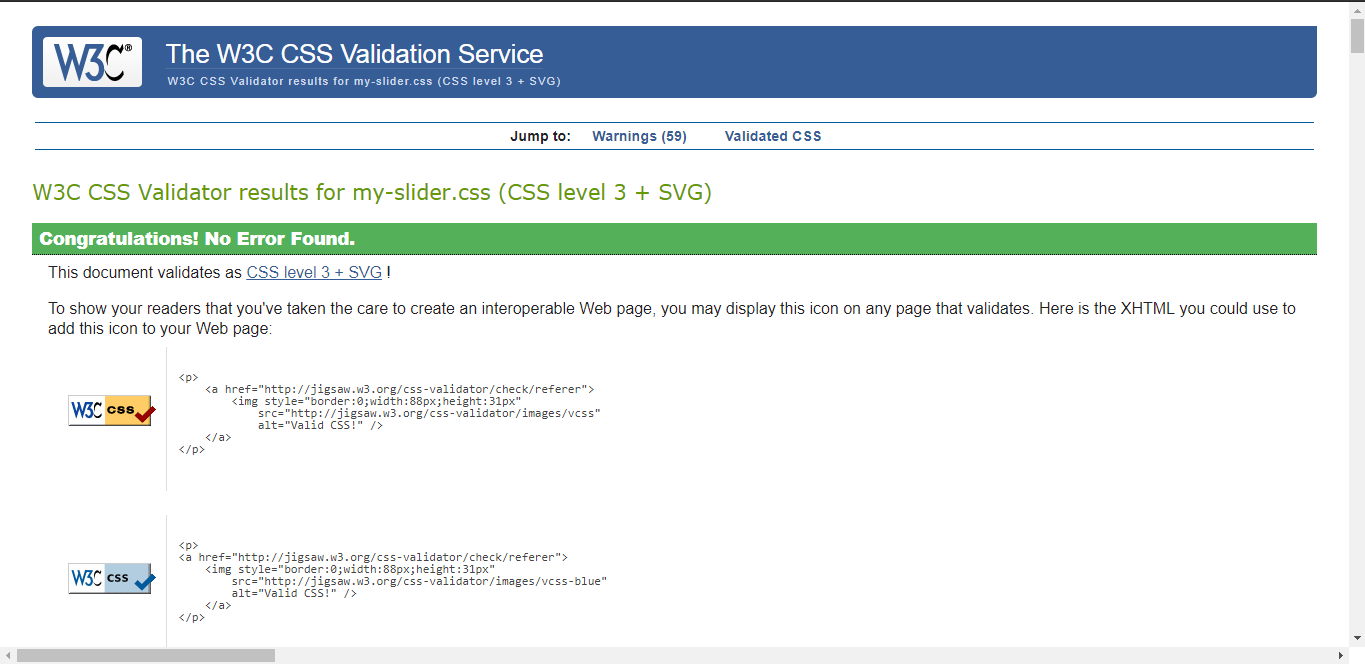 W3C®
The W3C CSS Validation Service
W3C CSS Validator results for my-slider.css (CSS level 3 + SVG)
Jump to: Warnings (59) Validated CSS
W3C CSS Validator results for my-slider.css (CSS level 3 + SVG)
Congratulations! No Error Found.
This document validates as CSS level 3 + SVG !
To show your readers that you've taken the care to create an interoperable Web page, you may display this icon on any page that validates. Here is the XHTML you could use to
add this icon to your Web page:
W3C css
<p>
<a href="http://jigsaw.w3.org/css-validator/check/referer">
<img style="border:0;width:88px;height:31px"
src="http://jigsaw.w3.org/css-validator/images/vcss"
alt="Valid CSS!" />
</a>
</p>
W3C css
<p>
<a href="http://jigsaw.w3.org/css-validator/check/referer">
<img style="border:0;width:88px;height:31px"
src="http://jigsaw.w3.org/css-validator/images/vcss-blue"
alt="Valid CSS!" />
</a>
</p>